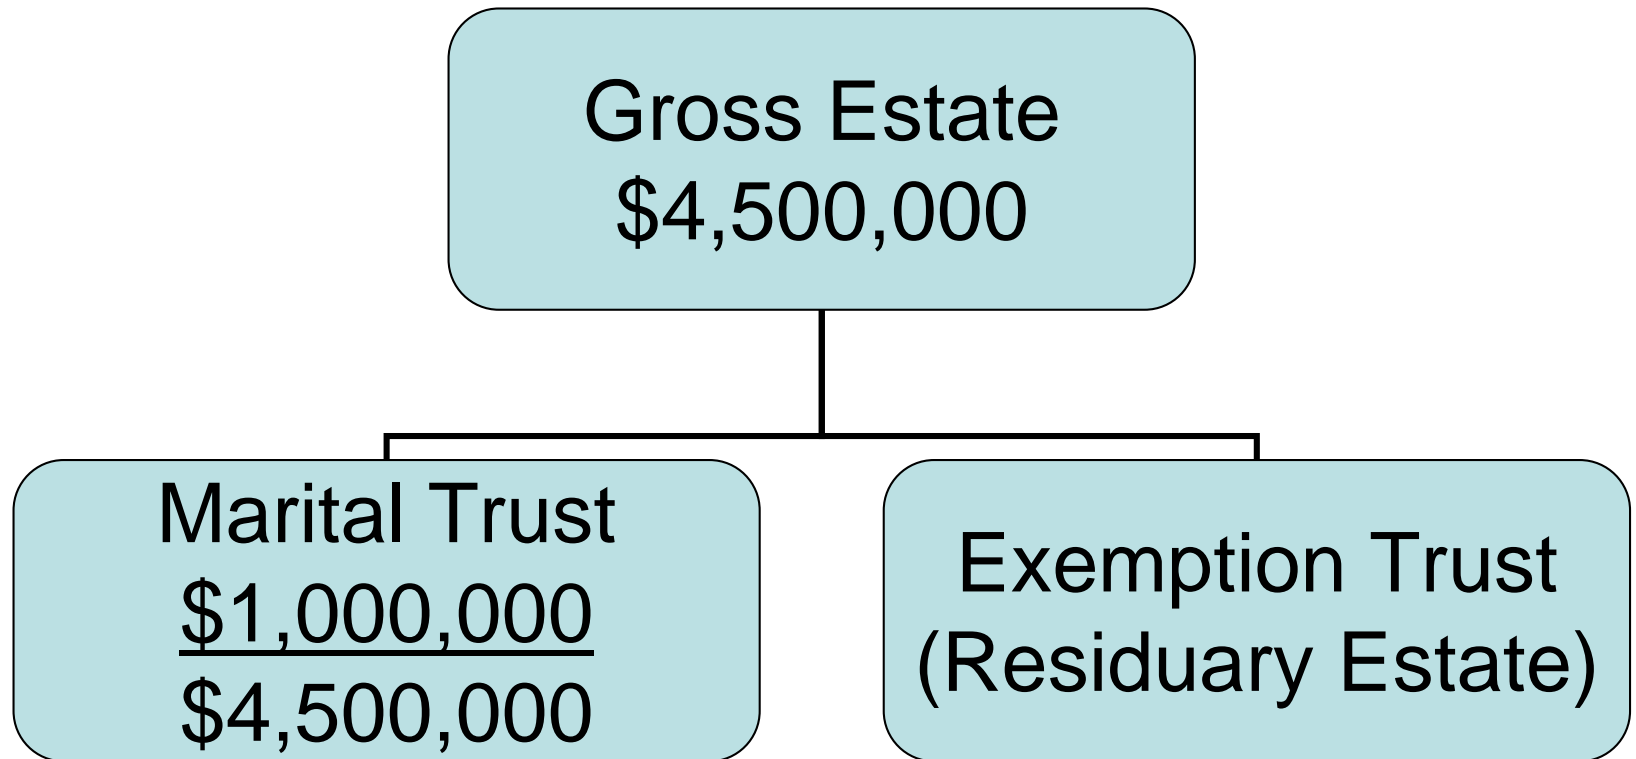 Gross Estate
$4,500,000
Marital Trust
$1,000,000
$4,500,000
Exemption Trust
(Residuary Estate)